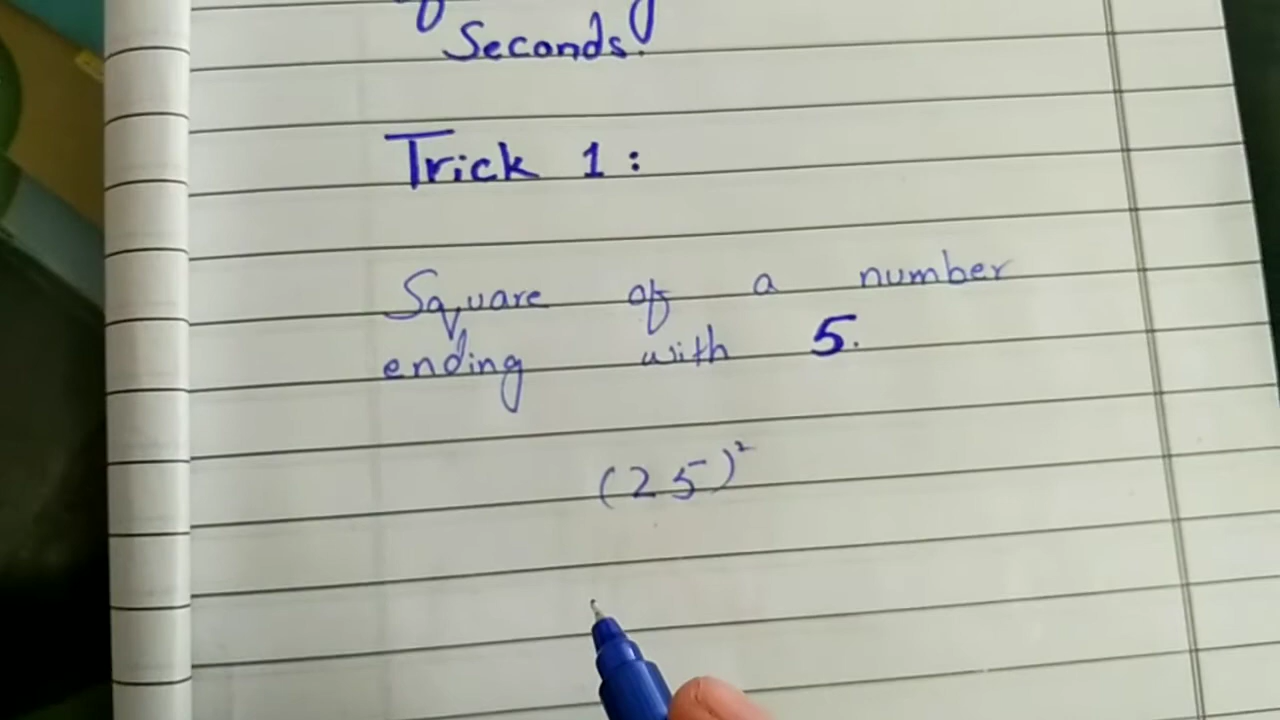 Seconds!
Trick 1:
Square of a number
ending with 5.
(25)²